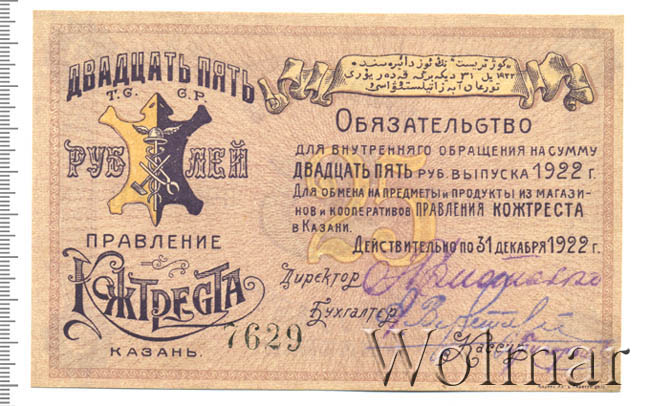 ДВАДЦАТЬ ПЯТЬ
T.G. G.P.
РУБЛЕЙ
ПРАВЛЕНИЕ
КОЖТРЕСТА
КАЗАНЬ.
7629
25
ОБЯЗАТЕЛЬСТВО
ДЛЯ ВНУТРЕННЕГО ОБРАЩЕНИЯ НА СУММУ
ДВАДЦАТЬ ПЯТЬ РУБ. ВЫПУСКА 1922 г.
ДЛЯ ОБМЕНА НА ПРЕДМЕТЫ И ПРОДУКТЫ ИЗ МАГАЗИ-
НОВ И КООПЕРАТИВОВ ПРАВЛЕНИЯ КОЖТРЕСТА
В КАЗАНИ.
ДЕЙСТВИТЕЛЬНО ПО 31 ДЕКАБРЯ 1922 г.
Директор
Бухгалтер
Кассир
Wolmar